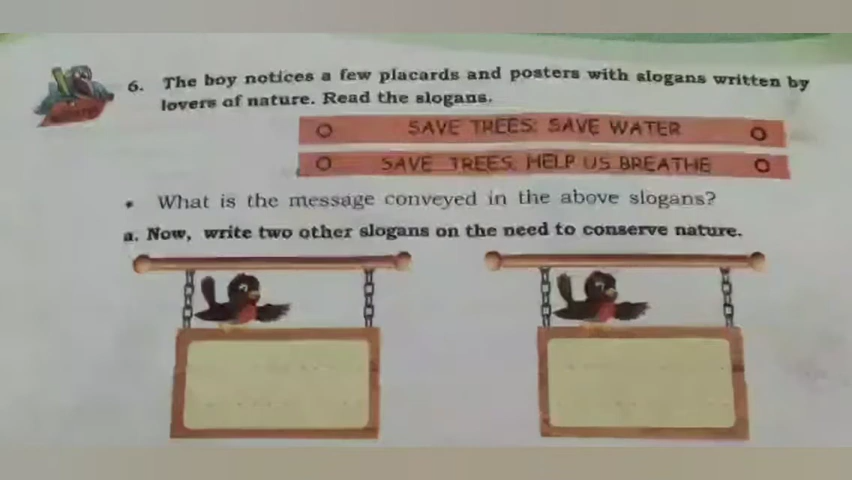 6. The boy notices a few placards and posters with slogans written by
lovers of nature. Read the slogans.
SAVE TREES; SAVE WATER
SAVE TREES, HELP US BREATHE
• What is the message conveyed in the above slogans?
a. Now, write two other slogans on the need to conserve nature.